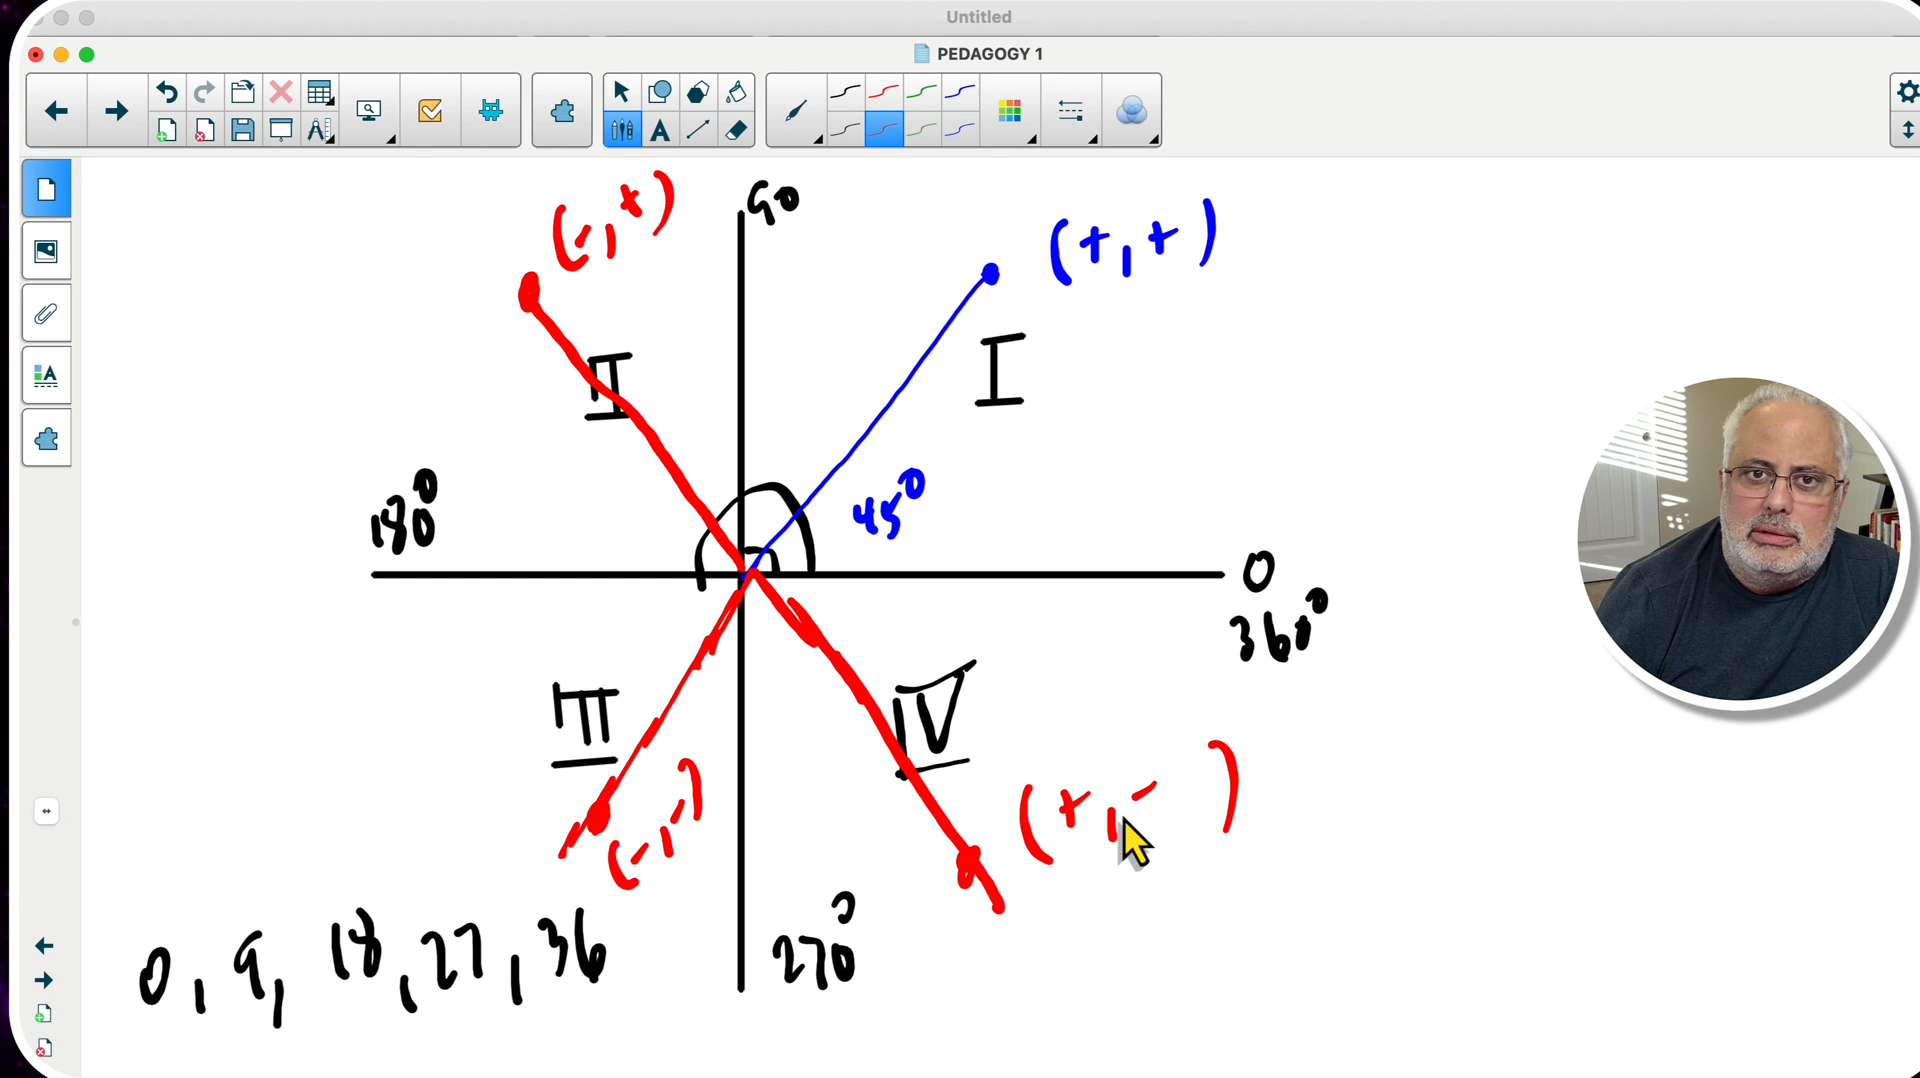 Untitled
PEDAGOGY 1
A
A
90
(-,+)
(+,+)
II
I
180°
45°
0
360°
III
IV
(-,-)
(+,-)
0, 9, 18, 27, 36
270°